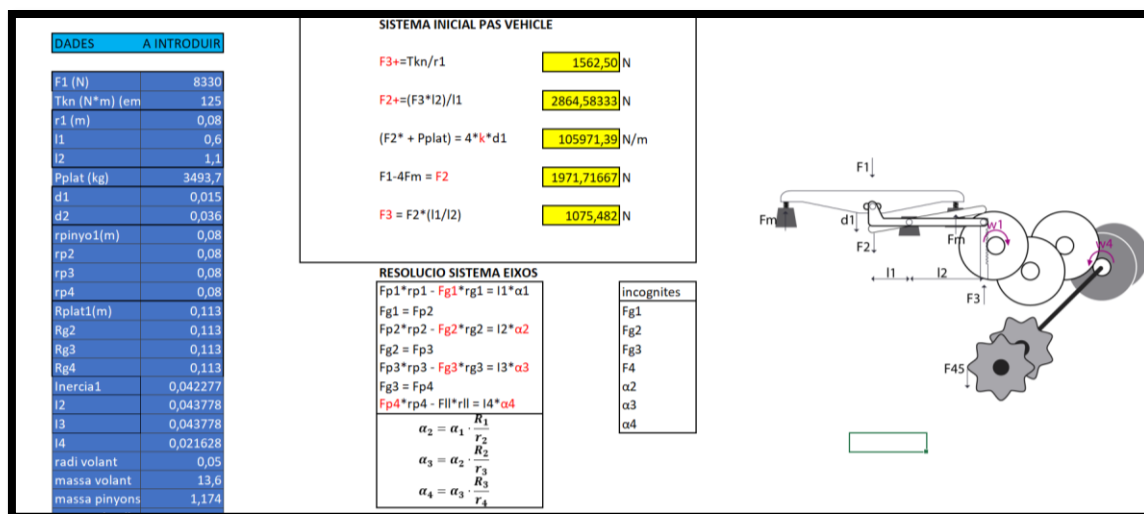 DADES A INTRODUIR
F1 (N) 8330
Tkn (N*m) (em 125
r1 (m) 0,08
l1 0,6
l2 1,1
Pplat (kg) 3493,7
d1 0,015
d2 0,036
rpinyo1(m) 0,08
rp2 0,08
rp3 0,08
rp4 0,08
Rplat1(m) 0,113
Rg2 0,113
Rg3 0,113
Rg4 0,113
Inercia1 0,042277
I2 0,043778
I3 0,043778
I4 0,021628
radi volant 0,05
massa volant 13,6
massa pinyons 1,174
SISTEMA INICIAL PAS VEHICLE
F3+=Tkn/r1 1562,50 N
F2+=(F3*l2)/l1 2864,58333 N
(F2* + Pplat) = 4*k*d1 105971,39 N/m
F1-4Fm = F2 1971,71667 N
F3 = F2*(l1/l2) 1075,482 N
RESOLUCIO SISTEMA EIXOS
Fp1*rp1 - Fg1*rg1 = I1*α1
Fg1 = Fp2
Fp2*rp2 - Fg2*rg2 = I2*α2
Fg2 = Fp3
Fp3*rp3 - Fg3*rg3 = I3*α3
Fg3 = Fp4
Fp4*rp4 - Fll*rll = I4*α4
α₂ = α₁ · R₁/r₂
α₃ = α₂ · R₂/r₃
α₄ = α₃ · R₃/r₄
incognites
Fg1
Fg2
Fg3
F4
α2
α3
α4
F1
Fm
d1
F2
Fm
w1
w4
l1
l2
F3
F45